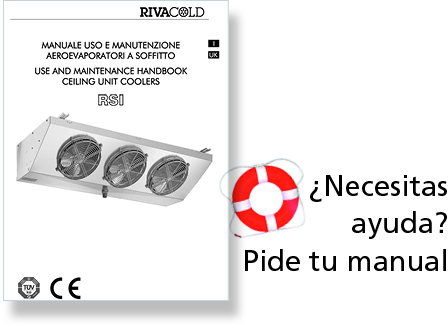 RIVACOLD
MANUALE USO E MANUTENZIONE
AEROEVAPORATORI A SOFFITTO
I
USE AND MAINTENANCE HANDBOOK
CEILING UNIT COOLERS
UK
RSI
TÜV
CE
¿Necesitas
ayuda?
Pide tu manual